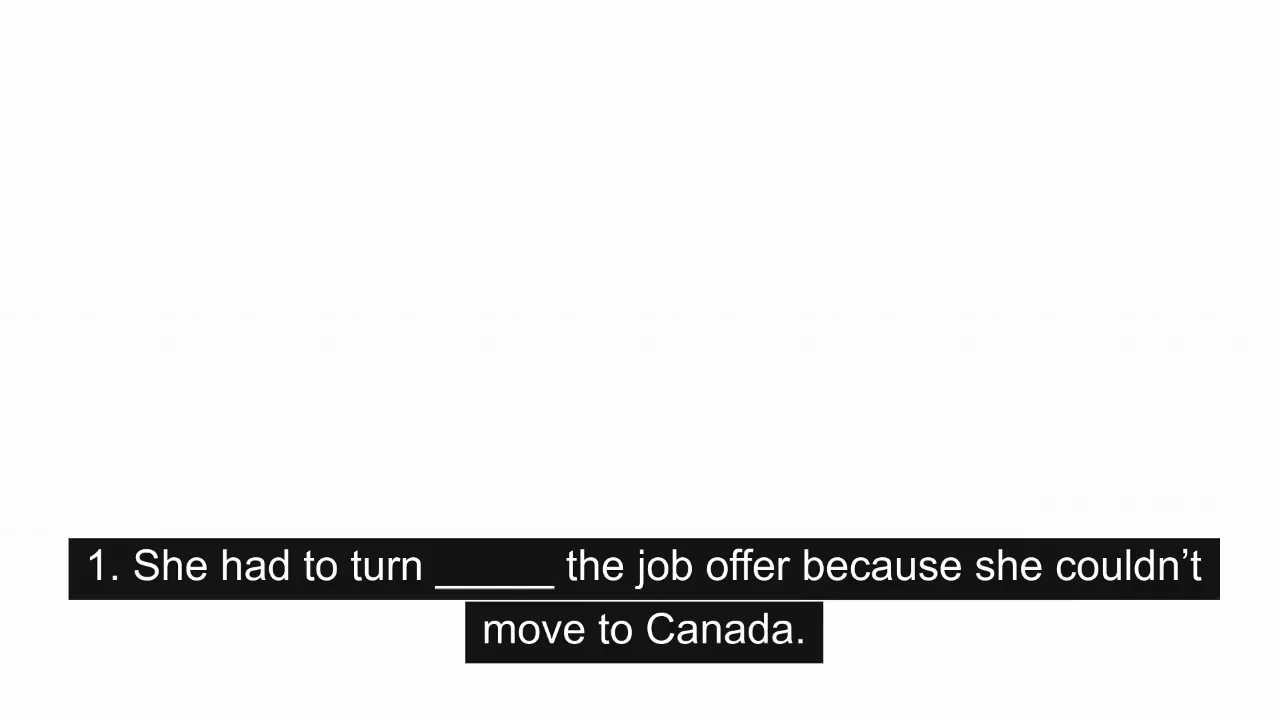 1. She had to turn _____ the job offer because she couldn’t
move to Canada.